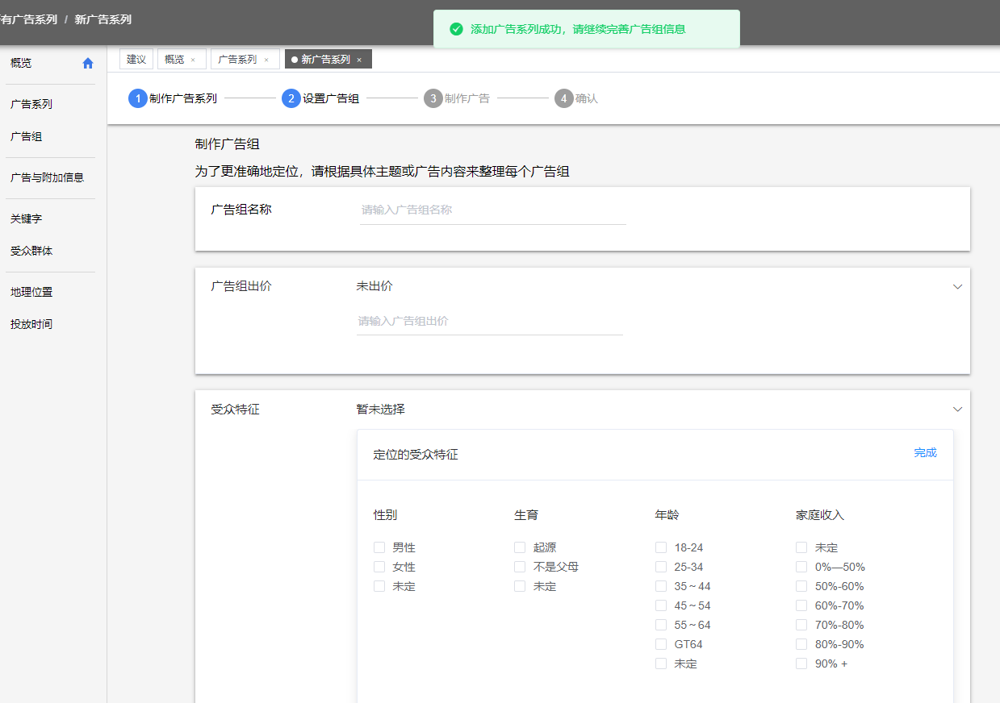 有广告系列 / 新广告系列
添加广告系列成功，请继续完善广告组信息
概览
广告系列
广告组
广告与附加信息
关键字
受众群体
地理位置
投放时间
建议 概览 × 广告系列 × 新广告系列 ×
1 制作广告系列 2 设置广告组 3 制作广告 4 确认
制作广告组
为了更准确地定位，请根据具体主题或广告内容来整理每个广告组
广告组名称 请输入广告组名称
广告组出价 未出价
请输入广告组出价
受众特征 暂未选择
定位的受众特征 完成
性别 生育 年龄 家庭收入
男性 起源 18-24 未定
女性 不是父母 25-34 0%—50%
未定 未定 35～44 50%-60%
45～54 60%-70%
55～64 70%-80%
GT64 80%-90%
未定 90% +